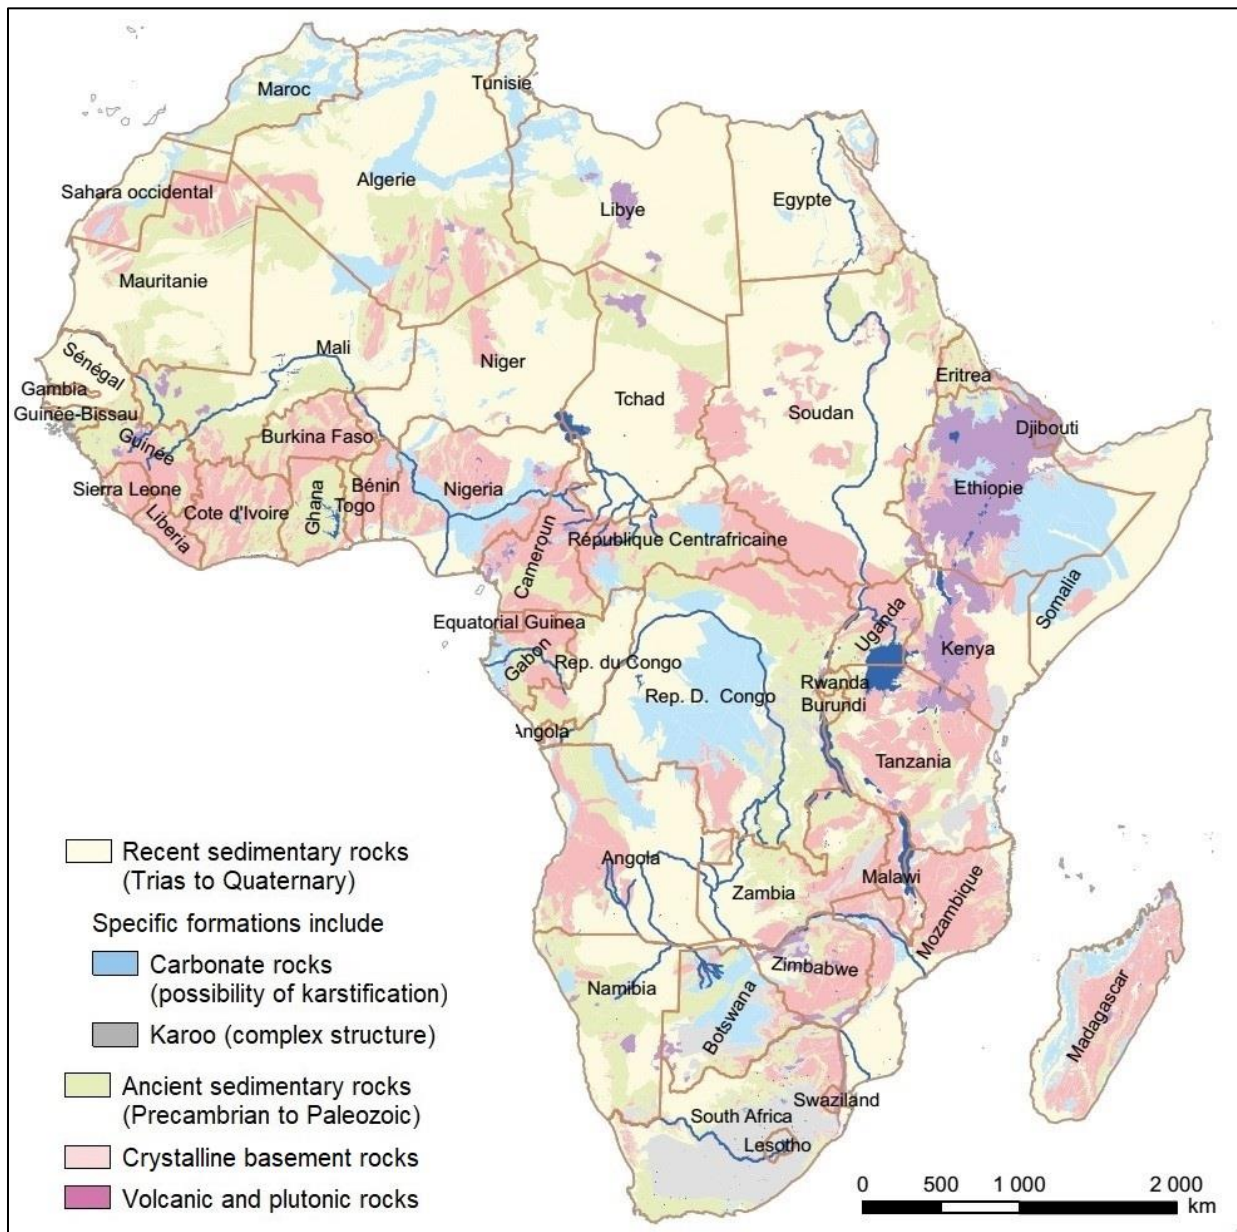 Maroc
Tunisie
Algerie
Sahara occidental
Libye
Egypte
Mauritanie
Mali
Niger
Tchad
Soudan
Eritrea
Sénégal
Gambia
Guinée-Bissau
Guinée
Burkina Faso
Djibouti
Sierra Leone
Liberia
Cote d'Ivoire
Ghana
Togo
Bénin
Nigeria
Ethiopie
Cameroun
République Centrafricaine
Somalia
Equatorial Guinea
Gabon
Rep. du Congo
Uganda
Kenya
Rep. D. Congo
Rwanda
Burundi
Angola
Tanzania
Angola
Zambia
Malawi
Mozambique
Namibia
Botswana
Zimbabwe
Madagascar
South Africa
Swaziland
Lesotho
Recent sedimentary rocks
(Trias to Quaternary)
Specific formations include
Carbonate rocks
(possibility of karstification)
Karoo (complex structure)
Ancient sedimentary rocks
(Precambrian to Paleozoic)
Crystalline basement rocks
Volcanic and plutonic rocks
0 500 1 000 2 000
km